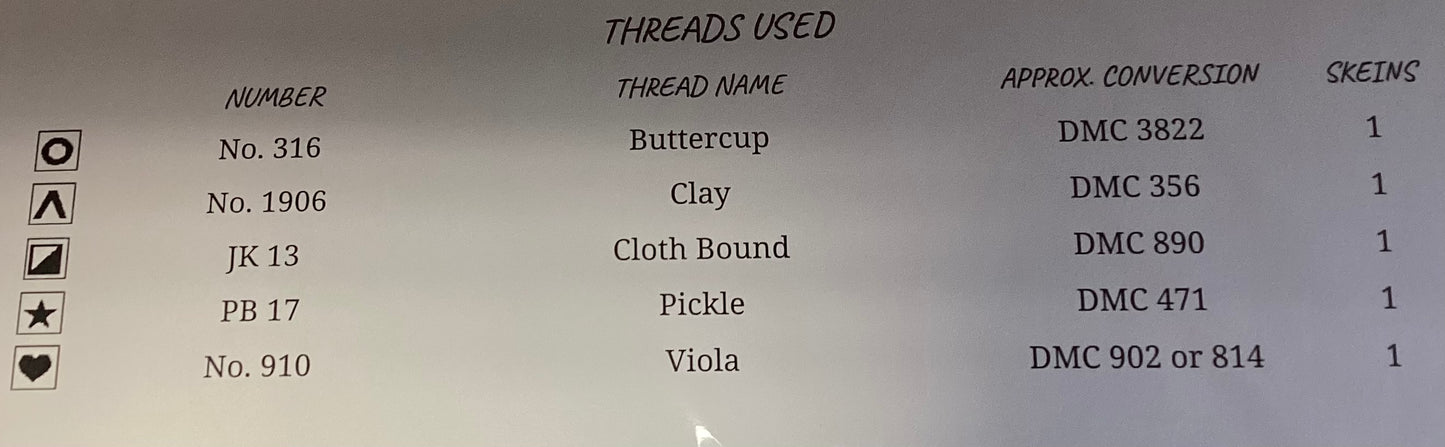 THREADS USED
NUMBER THREAD NAME APPROX. CONVERSION SKEINS
No. 316 Buttercup DMC 3822 1
No. 1906 Clay DMC 356 1
JK 13 Cloth Bound DMC 890 1
PB 17 Pickle DMC 471 1
No. 910 Viola DMC 902 or 814 1